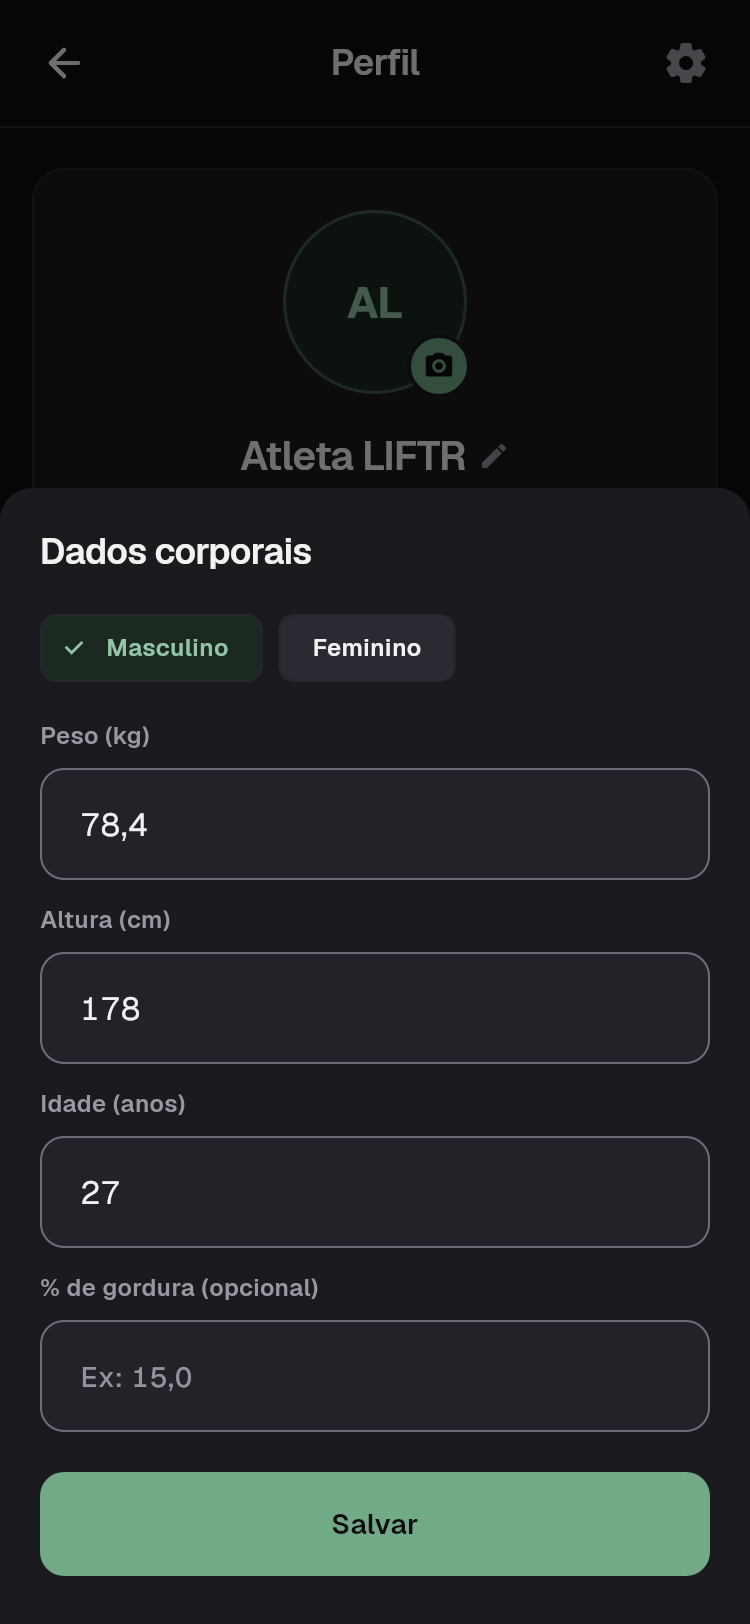 Perfil
AL
Atleta LIFTR
Dados corporais
Masculino
Feminino
Peso (kg)
78,4
Altura (cm)
178
Idade (anos)
27
% de gordura (opcional)
Ex: 15,0
Salvar